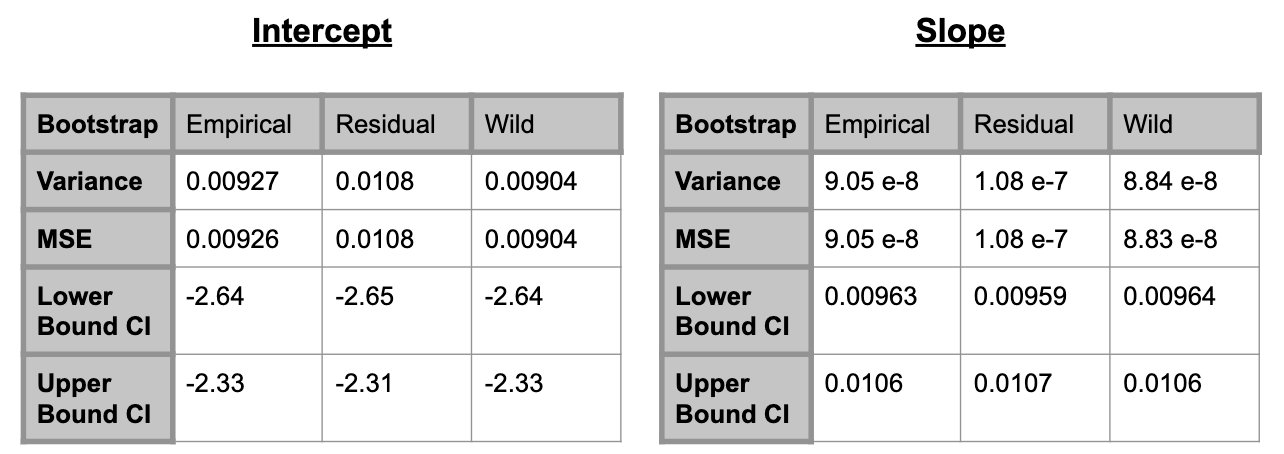 Intercept
Bootstrap Empirical Residual Wild
Variance 0.00927 0.0108 0.00904
MSE 0.00926 0.0108 0.00904
Lower -2.64 -2.65 -2.64
Bound CI
Upper -2.33 -2.31 -2.33
Bound CI
Slope
Bootstrap Empirical Residual Wild
Variance 9.05 e-8 1.08 e-7 8.84 e-8
MSE 9.05 e-8 1.08 e-7 8.83 e-8
Lower 0.00963 0.00959 0.00964
Bound CI
Upper 0.0106 0.0107 0.0106
Bound CI